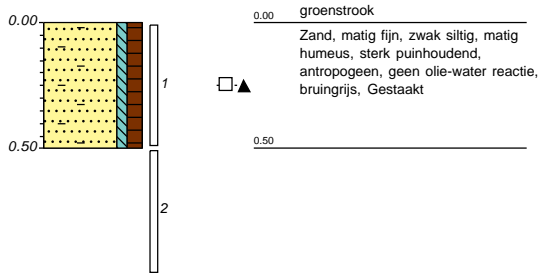 0.00
0.50
1
2
0.00
groenstrook
Zand, matig fijn, zwak siltig, matig
humeus, sterk puinhoudend,
antropogeen, geen olie-water reactie,
bruingrijs, Gestaakt
0.50